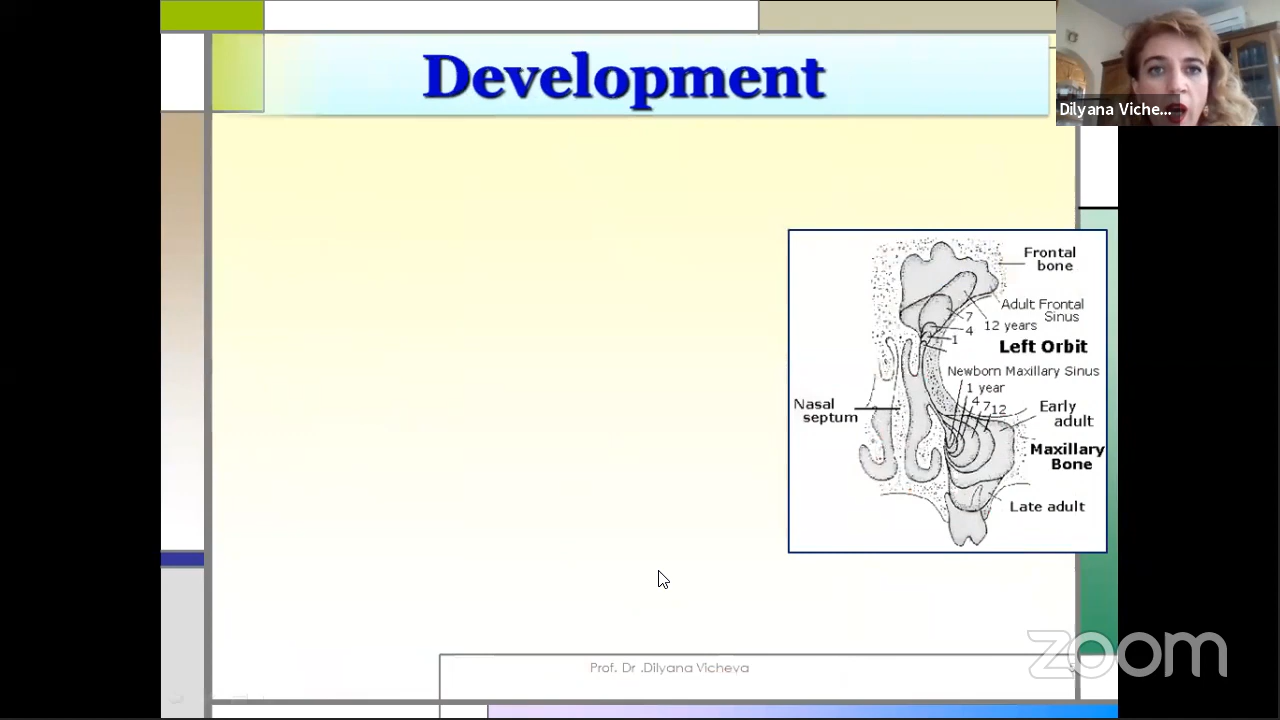 Development
Dilyana Viche...
Frontal
bone
Adult Frontal
Sinus
7
12 years
4
1
Left Orbit
Newborn Maxillary Sinus
1 year
4
7 12
Early
adult
Nasal
septum
Maxillary
Bone
Late adult
Prof. Dr .Dilyana Vicheva
zoom